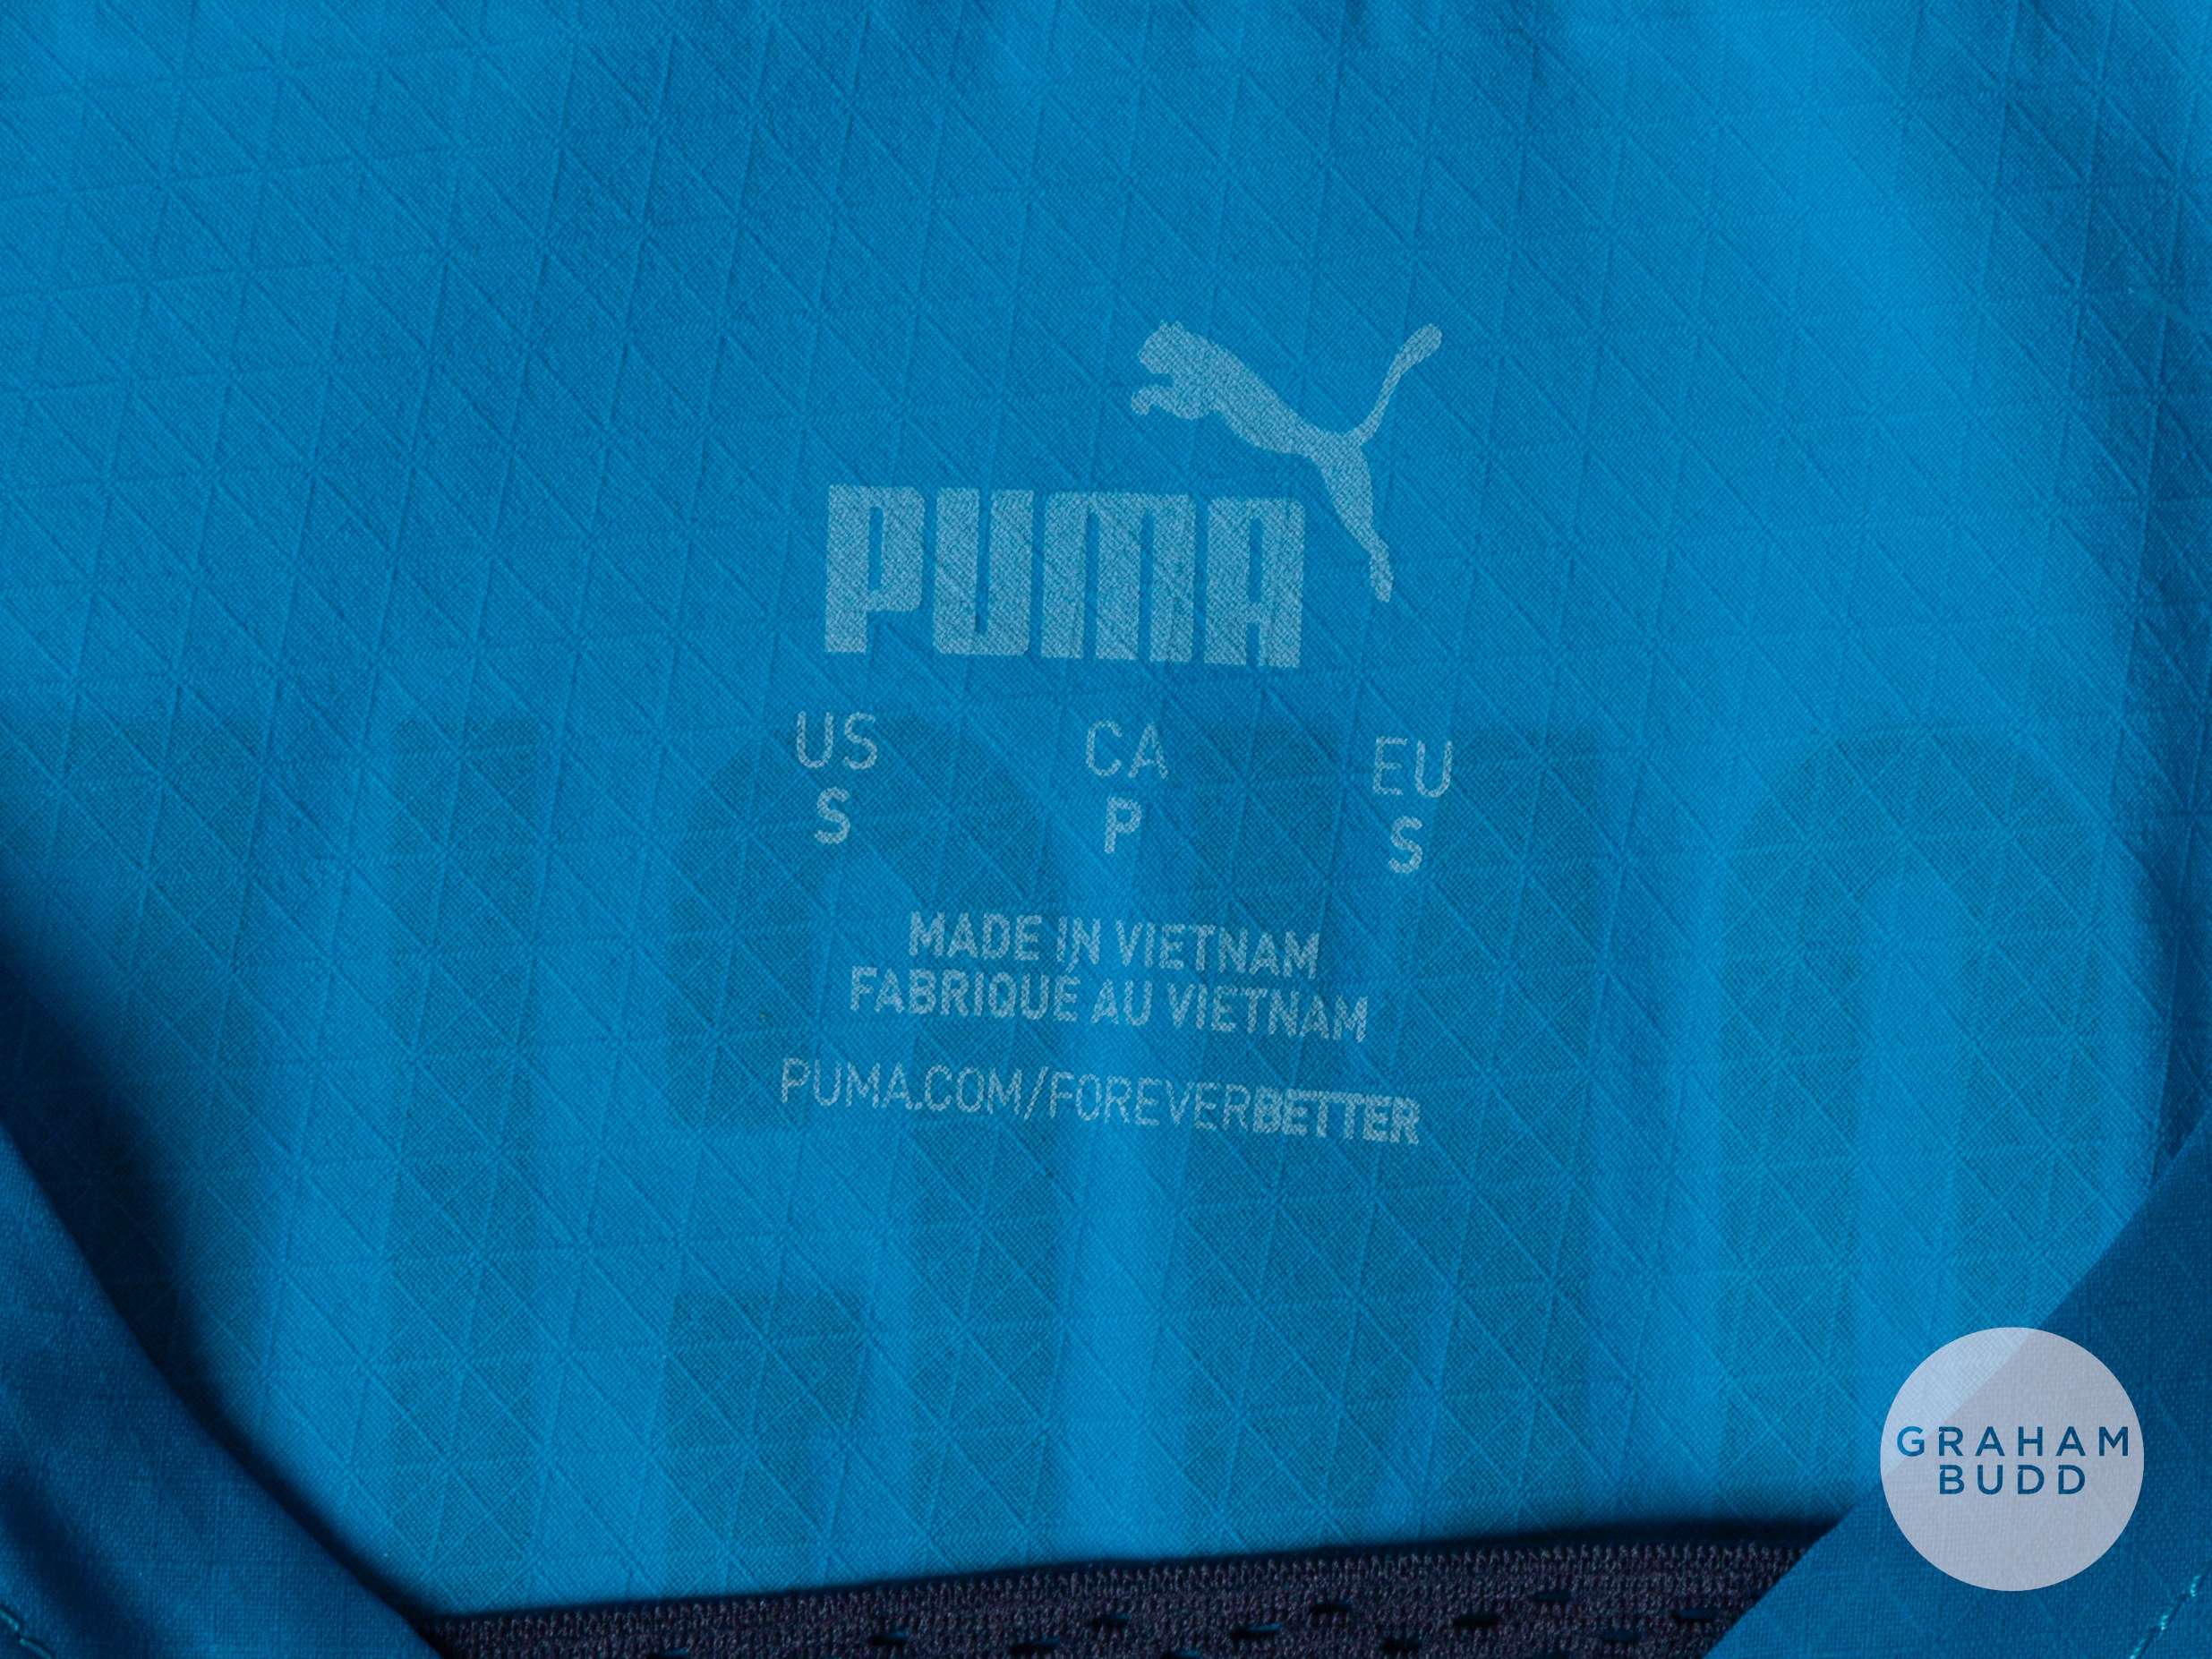 PUMA
US CA EU
S P S
MADE IN VIETNAM
FABRIQUÉ AU VIETNAM
PUMA.COM/FOREVERBETTER
GRAHAM
BUDD